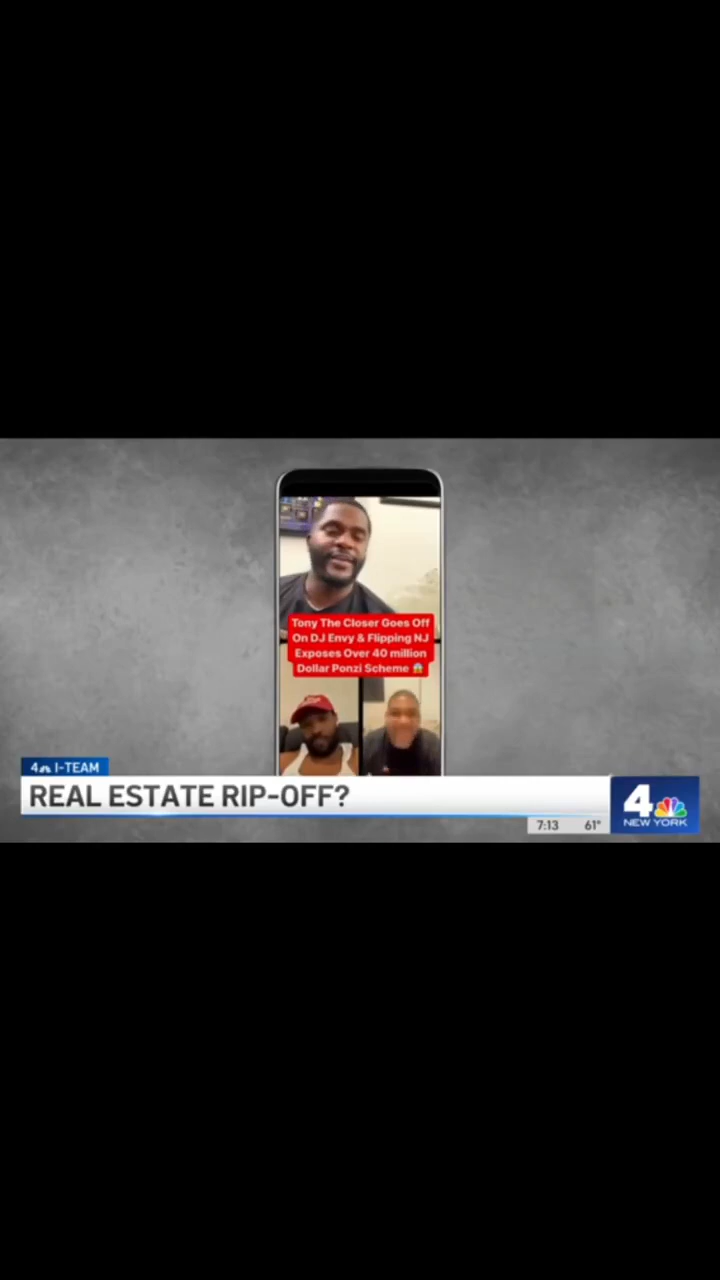 Tony The Closer Goes Off
On DJ Envy & Flipping NJ
Exposes Over 40 million
Dollar Ponzi Scheme 😱
4 I-TEAM
REAL ESTATE RIP-OFF?
4
NEW YORK
7:13 61°